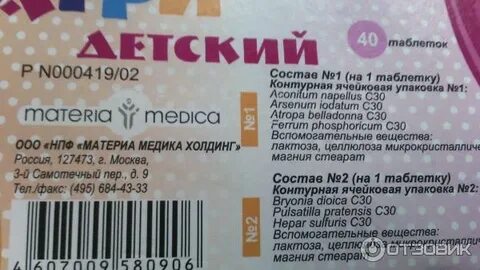 АГРИ
ДЕТСКИЙ
40 таблеток
P N000419/02
materia medica
ООО «НПФ «МАТЕРИА МЕДИКА ХОЛДИНГ»
Россия, 127473, г. Москва,
3-й Самотечный пер., д. 9
Тел./факс: (495) 684-43-33
4 607009 580906
№1
Состав №1 (на 1 таблетку)
Контурная ячейковая упаковка №1:
Aconitum napellus C30
Arsenum iodatum C30
Atropa belladonna C30
Ferrum phosphoricum C30
Вспомогательные вещества:
лактоза, целлюлоза микрокристалличе
магния стеарат
№2
Состав №2 (на 1 таблетку)
Контурная ячейковая упаковка №2:
Bryonia dioica C30
Pulsatilla pratensis C30
Hepar sulfuris C30
Вспомогательные вещества:
лактоза, целлюлоза микрокристал
магния стеарат
ОТЗОВИК